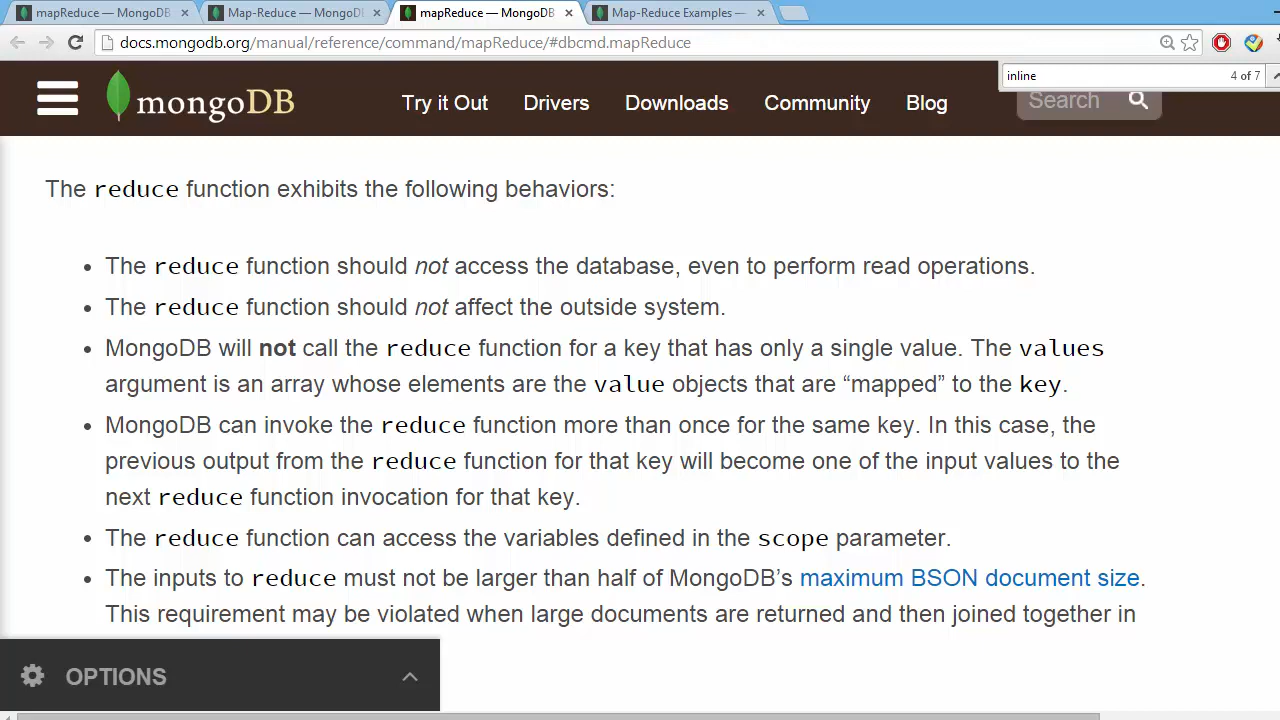 mapReduce — MongoDB
Map-Reduce — MongoD
mapReduce — MongoDB
Map-Reduce Examples —
docs.mongodb.org/manual/reference/command/mapReduce/#dbcmd.mapReduce
inline
4 of 7
mongoDB
Try it Out
Drivers
Downloads
Community
Blog
Search
The reduce function exhibits the following behaviors:
• The reduce function should not access the database, even to perform read operations.
• The reduce function should not affect the outside system.
• MongoDB will not call the reduce function for a key that has only a single value. The values
argument is an array whose elements are the value objects that are “mapped” to the key.
• MongoDB can invoke the reduce function more than once for the same key. In this case, the
previous output from the reduce function for that key will become one of the input values to the
next reduce function invocation for that key.
• The reduce function can access the variables defined in the scope parameter.
• The inputs to reduce must not be larger than half of MongoDB’s maximum BSON document size.
This requirement may be violated when large documents are returned and then joined together in
OPTIONS